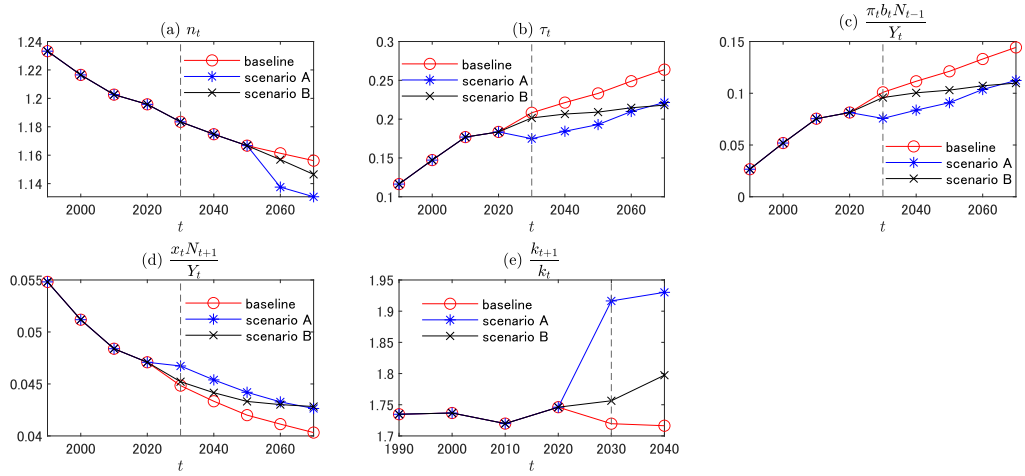 (a) n_t
1.24
1.22
1.2
1.18
1.16
1.14
2000 2020 2040 2060
t
baseline
scenario A
scenario B
(b) τ_t
0.3
0.25
0.2
0.15
0.1
2000 2020 2040 2060
t
baseline
scenario A
scenario B
(c) π_t b_t N_{t−1} / Y_t
0.15
0.1
0.05
0
2000 2020 2040 2060
t
baseline
scenario A
scenario B
(d) x_t N_{t+1} / Y_t
0.055
0.05
0.045
0.04
2000 2020 2040 2060
t
baseline
scenario A
scenario B
(e) k_{t+1} / k_t
1.95
1.9
1.85
1.8
1.75
1.7
1990 2000 2010 2020 2030 2040
t
baseline
scenario A
scenario B